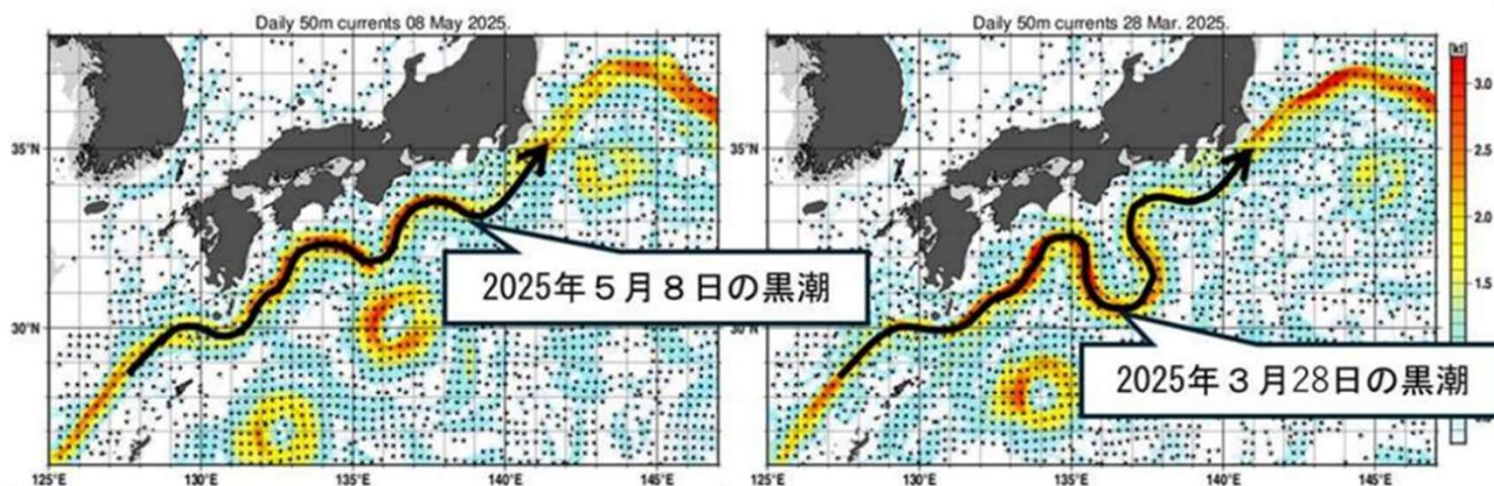 Daily 50m currents 08 May 2025.
35°N
30°N
125°E 130°E 135°E 140°E 145°E
2025年5月8日の黒潮
Daily 50m currents 28 Mar. 2025.
35°N
30°N
125°E 130°E 135°E 140°E 145°E
2025年3月28日の黒潮
kt
3.0
2.5
2.0
1.5